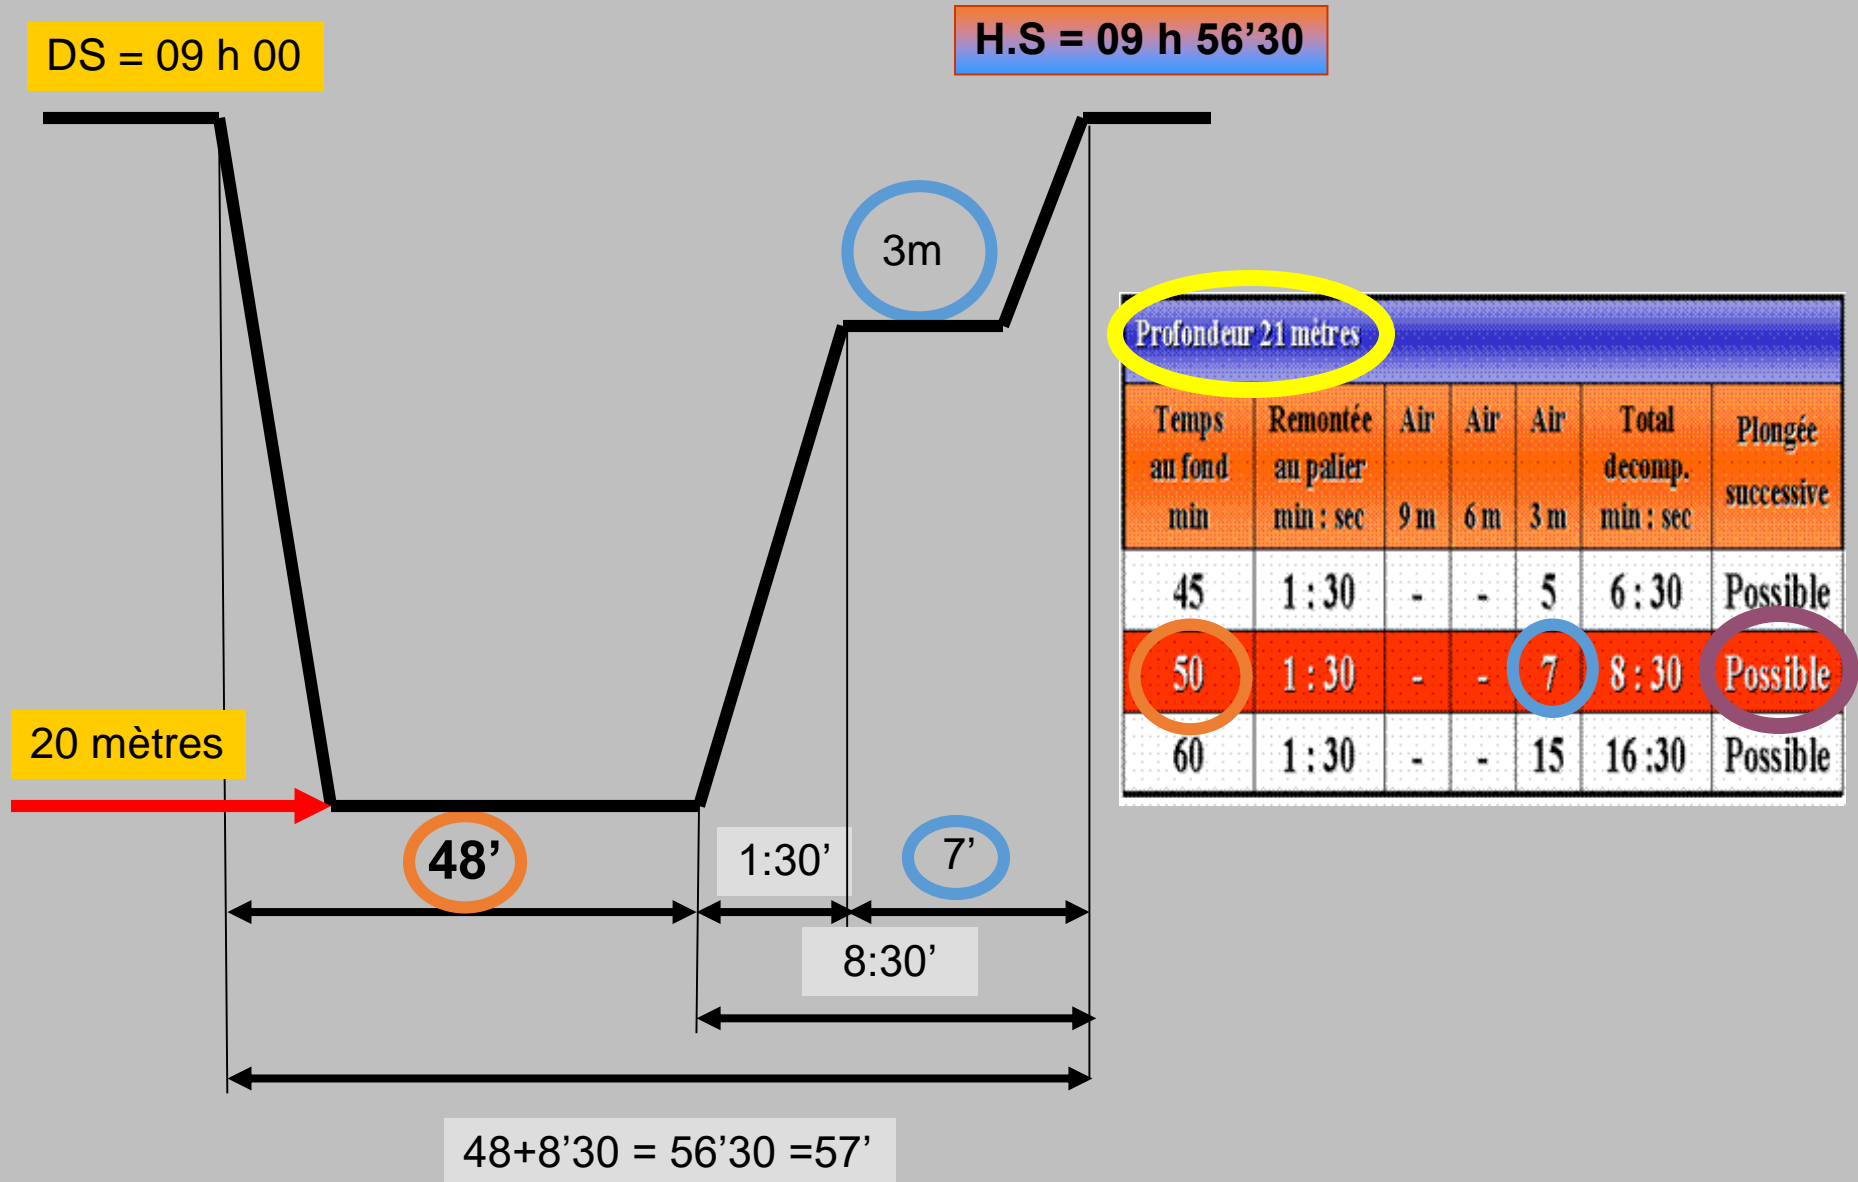 DS = 09 h 00
H.S = 09 h 56’30
3m
20 mètres
48’
1:30’
7’
8:30’
48+8’30 = 56’30 =57’
Profondeur 21 mètres
Temps au fond min
Remontée au palier min : sec
Air 9 m
Air 6 m
Air 3 m
Total decomp. min : sec
Plongée successive
45 1 : 30 - - 5 6 : 30 Possible
50 1 : 30 - - 7 8 : 30 Possible
60 1 : 30 - - 15 16 :30 Possible